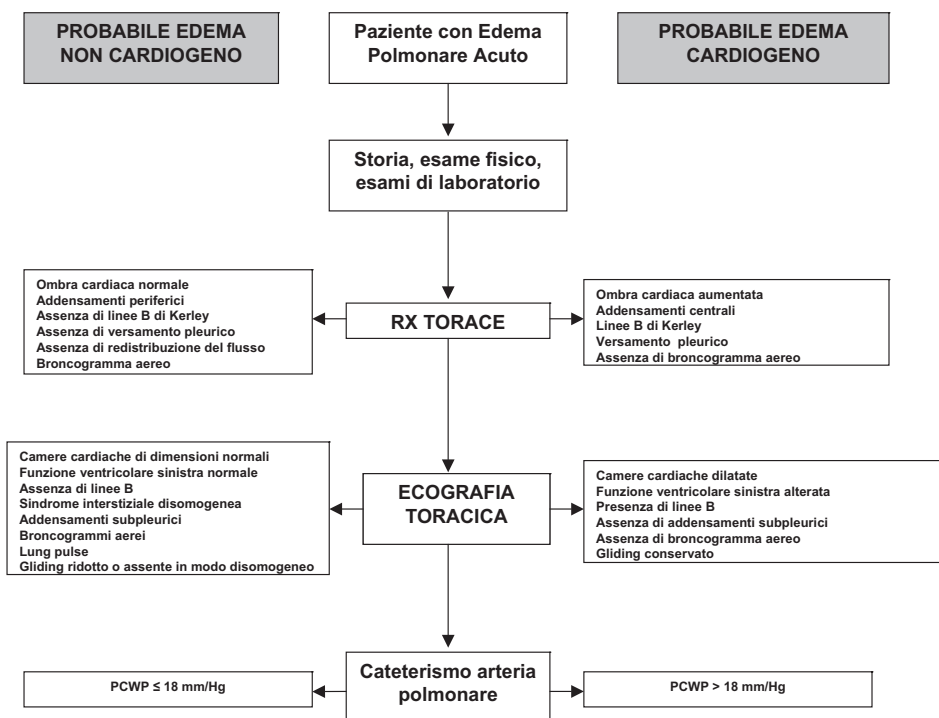 PROBABILE EDEMA
NON CARDIOGENO
Paziente con Edema
Polmonare Acuto
PROBABILE EDEMA
CARDIOGENO
Storia, esame fisico,
esami di laboratorio
Ombra cardiaca normale
Addensamenti periferici
Assenza di linee B di Kerley
Assenza di versamento pleurico
Assenza di redistribuzione del flusso
Broncogramma aereo
RX TORACE
Ombra cardiaca aumentata
Addensamenti centrali
Linee B di Kerley
Versamento pleurico
Assenza di broncogramma aereo
Camere cardiache di dimensioni normali
Funzione ventricolare sinistra normale
Assenza di linee B
Sindrome interstiziale disomogenea
Addensamenti subpleurici
Broncogrammi aerei
Lung pulse
Gliding ridotto o assente in modo disomogeneo
ECOGRAFIA
TORACICA
Camere cardiache dilatate
Funzione ventricolare sinistra alterata
Presenza di linee B
Assenza di addensamenti subpleurici
Assenza di broncogramma aereo
Gliding conservato
PCWP ≤ 18 mm/Hg
Cateterismo arteria
polmonare
PCWP > 18 mm/Hg